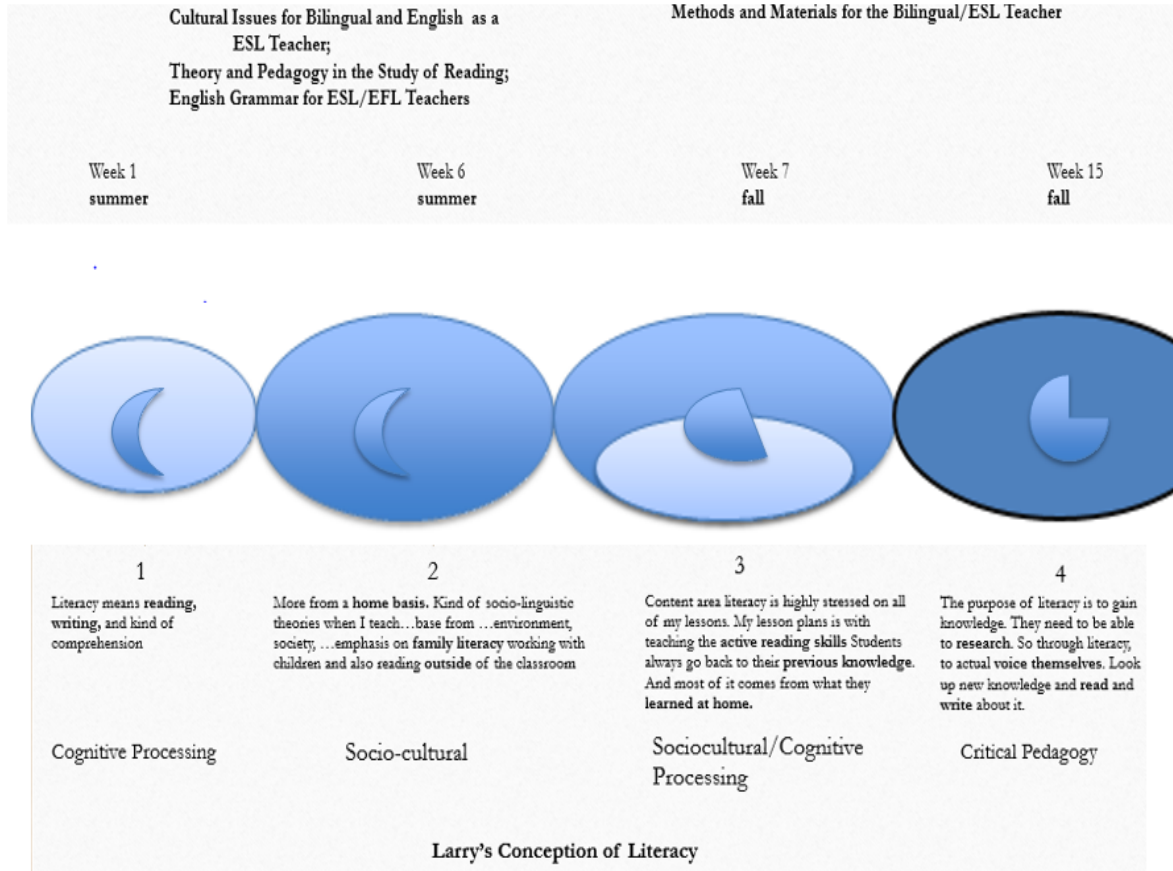 Cultural Issues for Bilingual and English as a
ESL Teacher;
Theory and Pedagogy in the Study of Reading;
English Grammar for ESL/EFL Teachers
Methods and Materials for the Bilingual/ESL Teacher
Week 1
summer
Week 6
summer
Week 7
fall
Week 15
fall
1
Literacy means reading,
writing, and kind of
comprehension
Cognitive Processing
2
More from a home basis. Kind of socio-linguistic
theories when I teach…base from …environment,
society, …emphasis on family literacy working with
children and also reading outside of the classroom
Socio-cultural
3
Content area literacy is highly stressed on all
of my lessons. My lesson plans is with
teaching the active reading skills Students
always go back to their previous knowledge.
And most of it comes from what they
learned at home.
Sociocultural/Cognitive
Processing
4
The purpose of literacy is to gain
knowledge. They need to be able
to research. So through literacy,
to actual voice themselves. Look
up new knowledge and read and
write about it.
Critical Pedagogy
Larry's Conception of Literacy